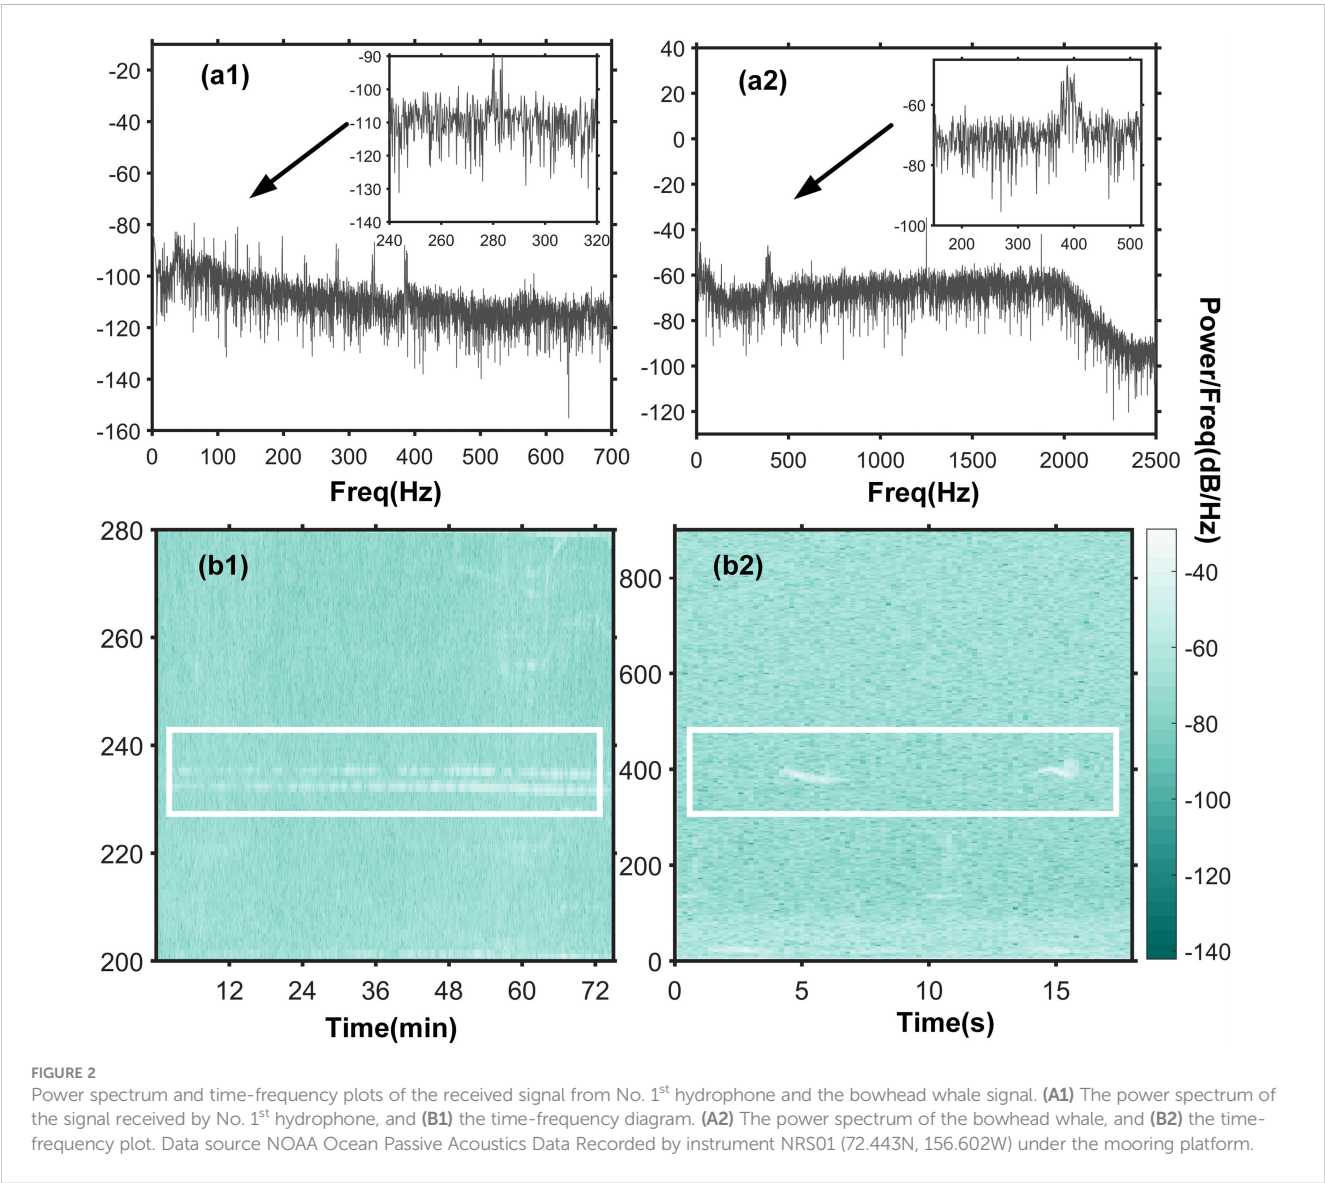 (a1)
-20
-40
-60
-80
-100
-120
-140
-160
0 100 200 300 400 500 600 700
Freq(Hz)
-90
-100
-110
-120
-130
-140
240 260 280 300 320
(a2)
40
20
0
-20
-40
-60
-80
-100
-120
0 500 1000 1500 2000 2500
Freq(Hz)
-60
-80
-100
200 300 400 500
Power/Freq(dB/Hz)
(b1)
280
260
240
220
200
12 24 36 48 60 72
Time(min)
(b2)
800
600
400
200
0
0 5 10 15
Time(s)
-40
-60
-80
-100
-120
-140
FIGURE 2
Power spectrum and time-frequency plots of the received signal from No. 1st hydrophone and the bowhead whale signal. (A1) The power spectrum of
the signal received by No. 1st hydrophone, and (B1) the time-frequency diagram. (A2) The power spectrum of the bowhead whale, and (B2) the time-
frequency plot. Data source NOAA Ocean Passive Acoustics Data Recorded by instrument NRS01 (72.443N, 156.602W) under the mooring platform.